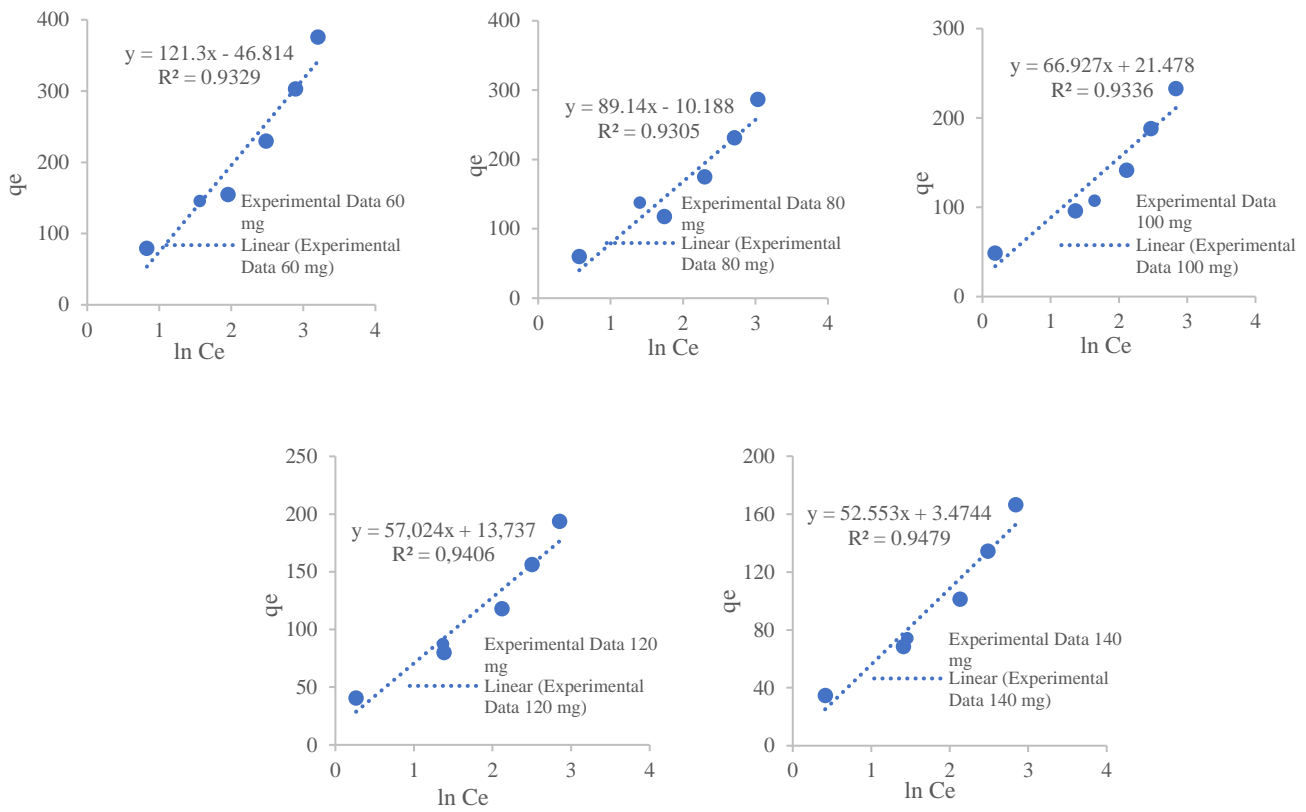 400
300
200
100
0
qe
y = 121.3x - 46.814
R² = 0.9329
Experimental Data 60
mg
Linear (Experimental
Data 60 mg)
0 1 2 3 4
ln Ce
400
300
200
100
0
qe
y = 89.14x - 10.188
R² = 0.9305
Experimental Data 80
mg
Linear (Experimental
Data 80 mg)
0 1 2 3 4
ln Ce
300
200
100
0
qe
y = 66.927x + 21.478
R² = 0.9336
Experimental Data
100 mg
Linear (Experimental
Data 100 mg)
0 1 2 3 4
ln Ce
250
200
150
100
50
0
qe
y = 57,024x + 13,737
R² = 0,9406
Experimental Data 120
mg
Linear (Experimental
Data 120 mg)
0 1 2 3 4
ln Ce
200
160
120
80
40
0
qe
y = 52.553x + 3.4744
R² = 0.9479
Experimental Data 140
mg
Linear (Experimental
Data 140 mg)
0 1 2 3 4
ln Ce